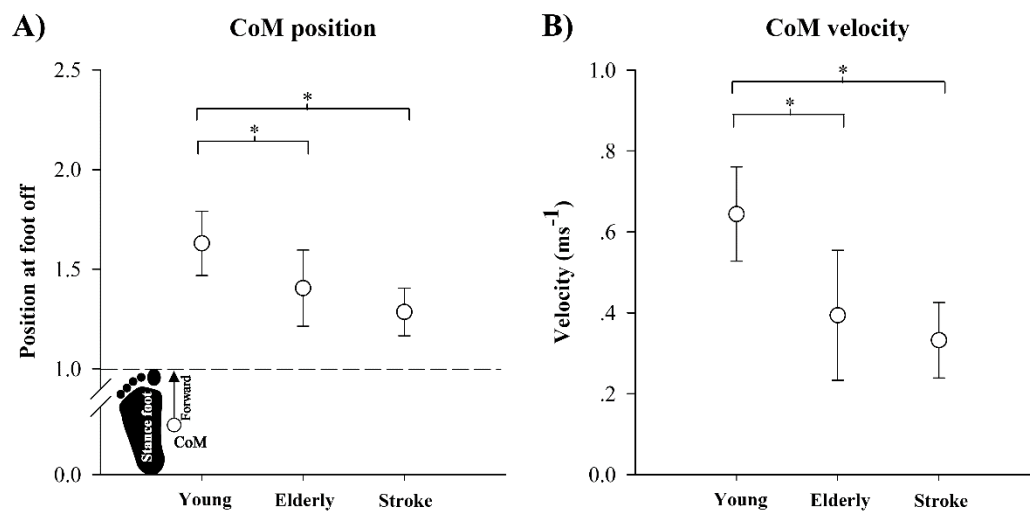 A)
CoM position
Position at foot off
2.5
2.0
1.5
1.0
0.0
*
*
Stance foot
Forward
CoM
Young Elderly Stroke
B)
CoM velocity
Velocity (ms-1)
1.0
.8
.6
.4
.2
0.0
*
*
Young Elderly Stroke